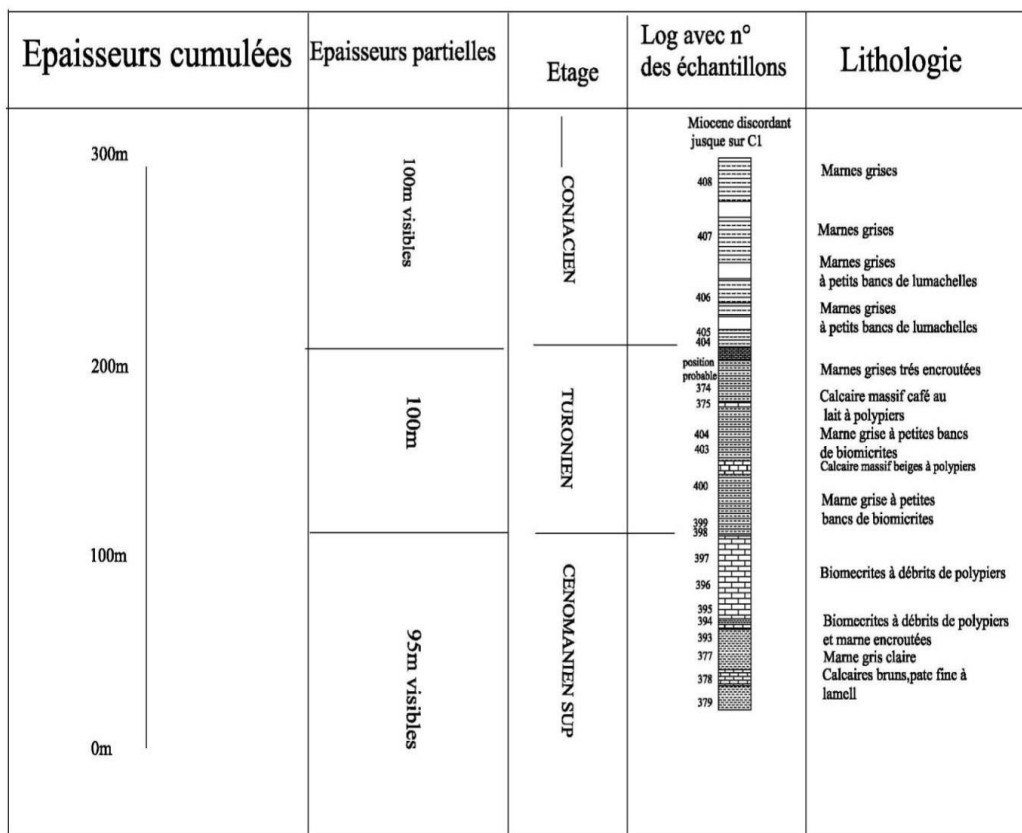 Epaisseurs cumulées
Epaisseurs partielles
Etage
Log avec n°
des échantillons
Lithologie
300m
200m
100m
0m
100m visibles
100m
95m visibles
CONIACIEN
TURONIEN
CENOMANIEN SUP
Miocene discordant
jusque sur C1
408
407
406
405
404
position
probable
374
375
404
403
400
399
398
397
396
395
394
393
377
378
379
Marnes grises
Marnes grises
Marnes grises
à petits bancs de lumachelles
Marnes grises
à petits bancs de lumachelles
Marnes grises trés encroutées
Calcaire massif café au
lait à polypiers
Marne grise à petites bancs
de biomicrites
Calcaire massif beiges à polypiers
Marne grise à petites
bancs de biomicrites
Biomecrites à débrits de polypiers
Biomecrites à débrits de polypiers
et marne encroutées
Marne gris claire
Calcaires bruns,pate fine à
lamell